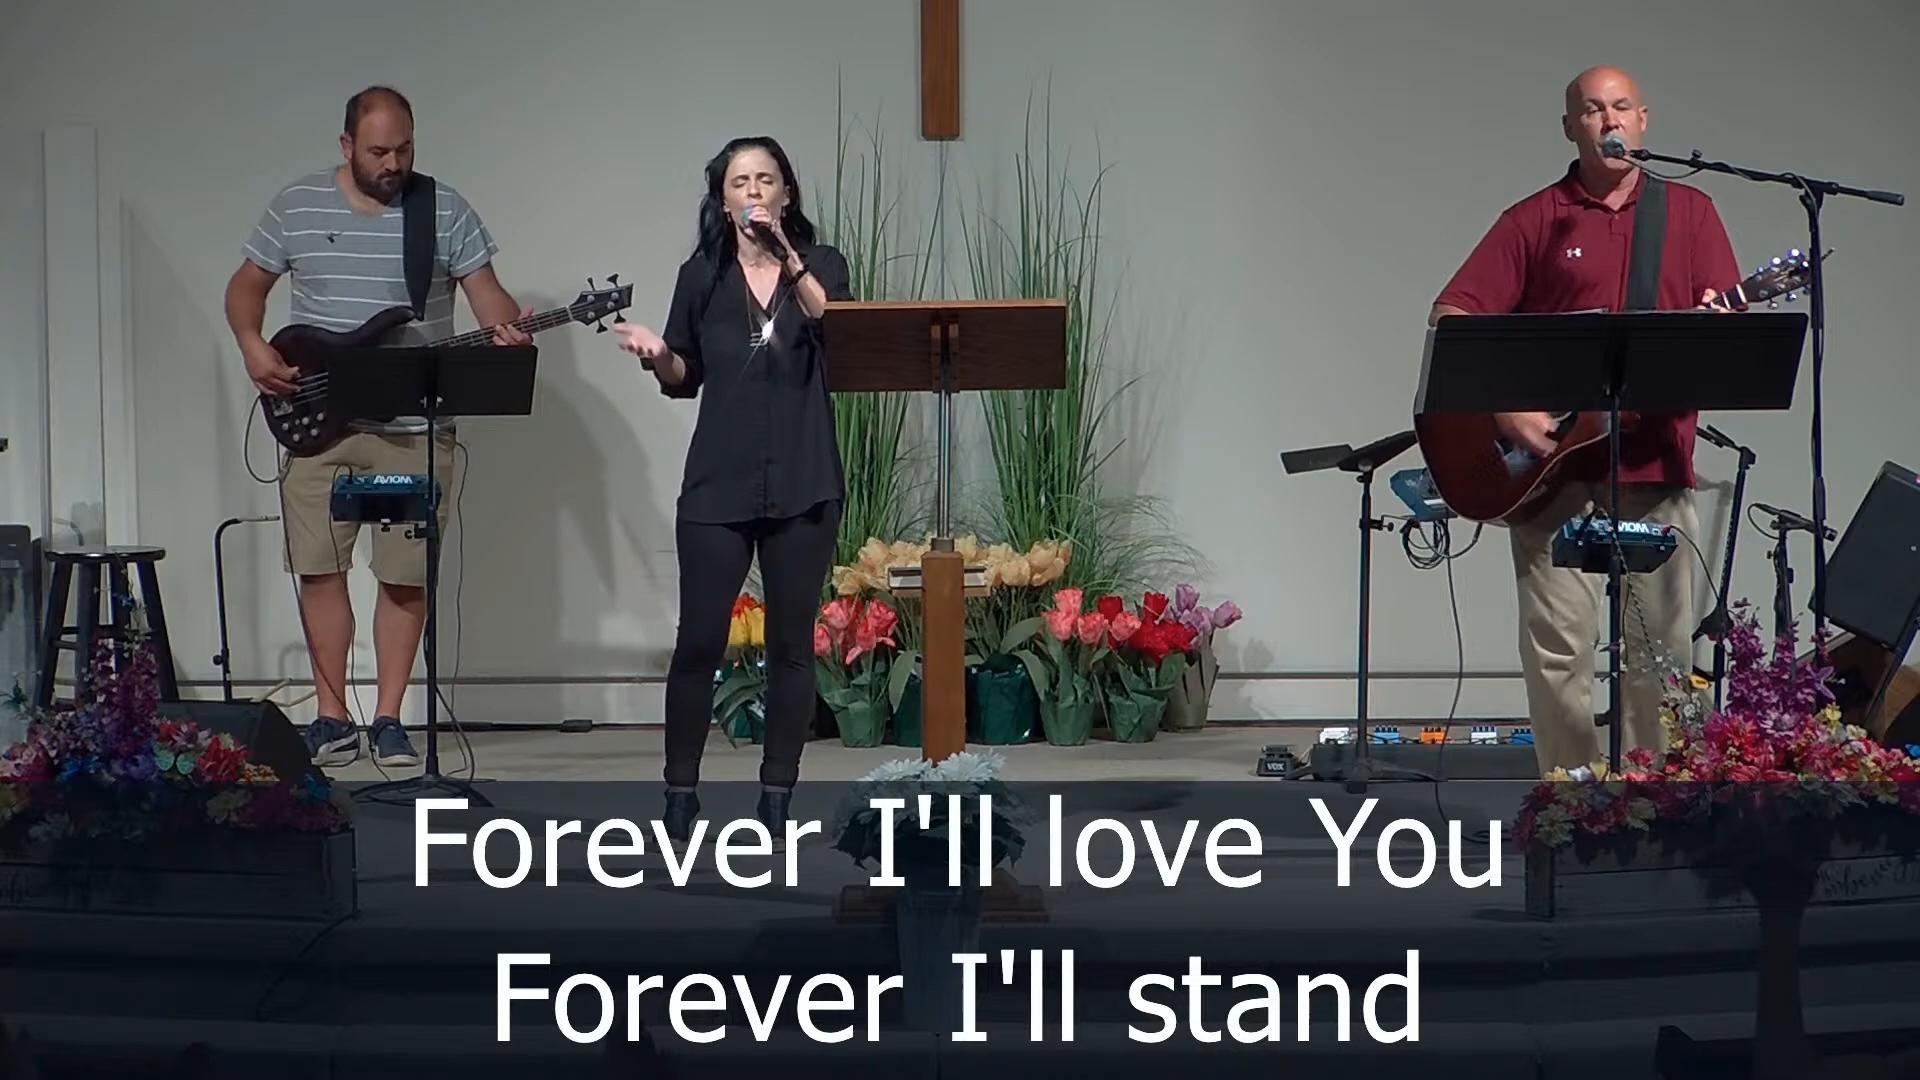 AVIOM
AVIOM
VOX
Forever I'll love You
Forever I'll stand